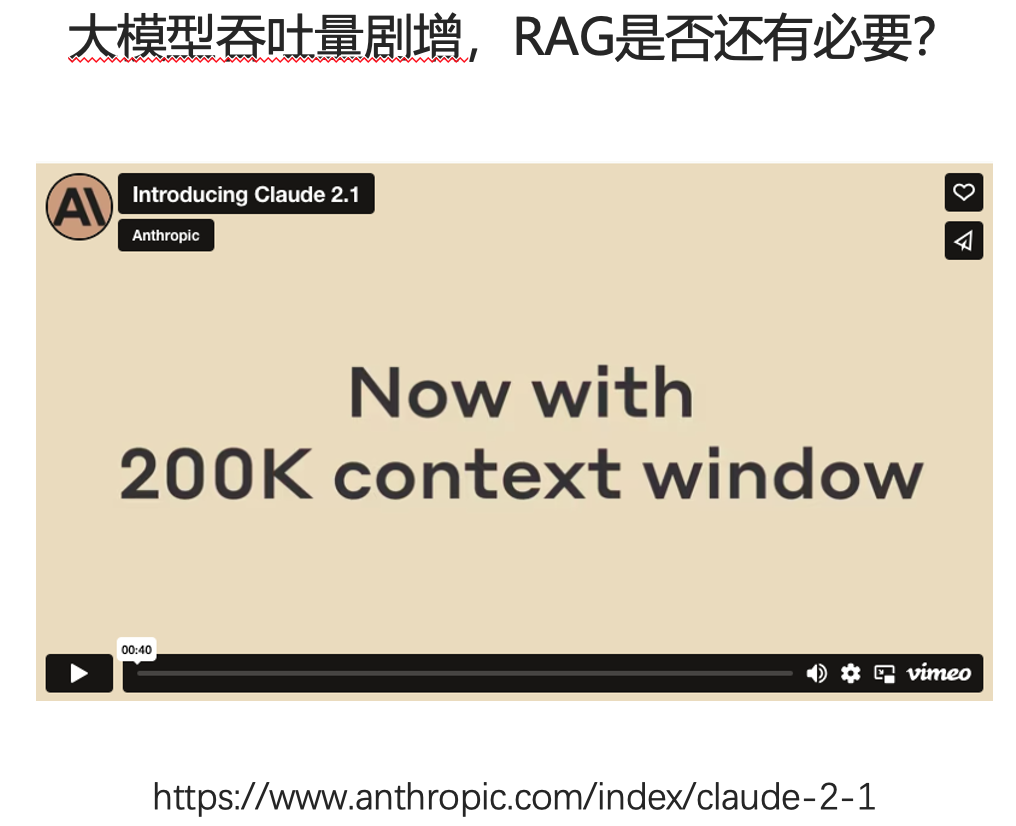 大模型吞吐量剧增，RAG是否还有必要？
Introducing Claude 2.1
Anthropic
Now with
200K context window
00:40
vimeo
https://www.anthropic.com/index/claude-2-1